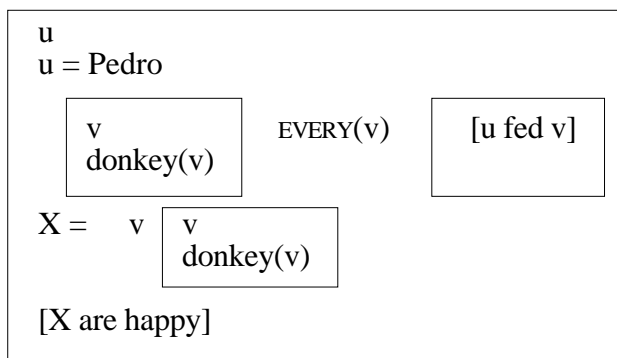 u
u = Pedro
v EVERY(v) [u fed v]
donkey(v)
X = v v
donkey(v)
[X are happy]